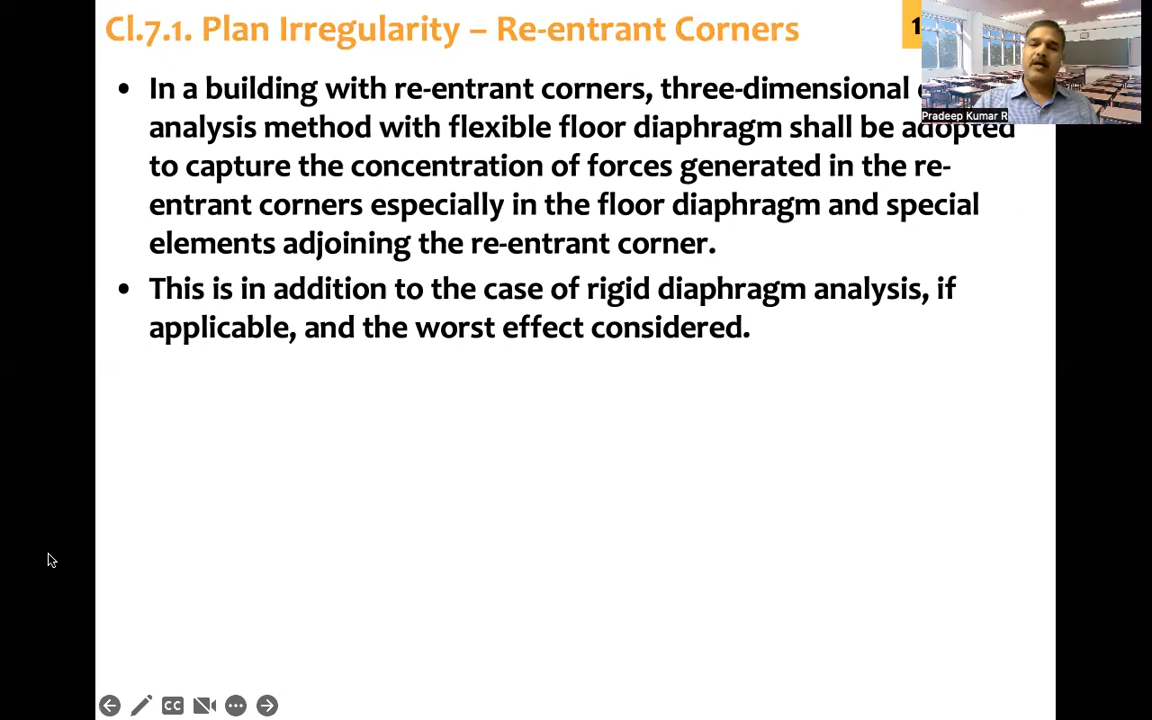 Cl.7.1. Plan Irregularity – Re-entrant Corners
1
• In a building with re-entrant corners, three-dimensional
analysis method with flexible floor diaphragm shall be adopted
to capture the concentration of forces generated in the re-
entrant corners especially in the floor diaphragm and special
elements adjoining the re-entrant corner.
• This is in addition to the case of rigid diaphragm analysis, if
applicable, and the worst effect considered.
Pradeep Kumar R
CC